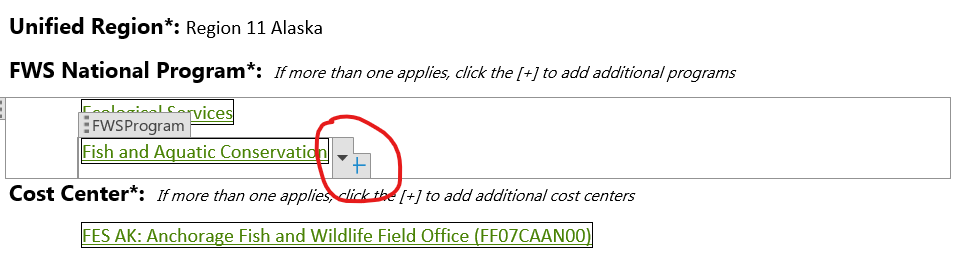 Unified Region*: Region 11 Alaska
FWS National Program*: If more than one applies, click the [+] to add additional programs
Ecological Services
FWSProgram
Fish and Aquatic Conservation
+
Cost Center*: If more than one applies, click the [+] to add additional cost centers
FES AK: Anchorage Fish and Wildlife Field Office (FF07CAAN00)